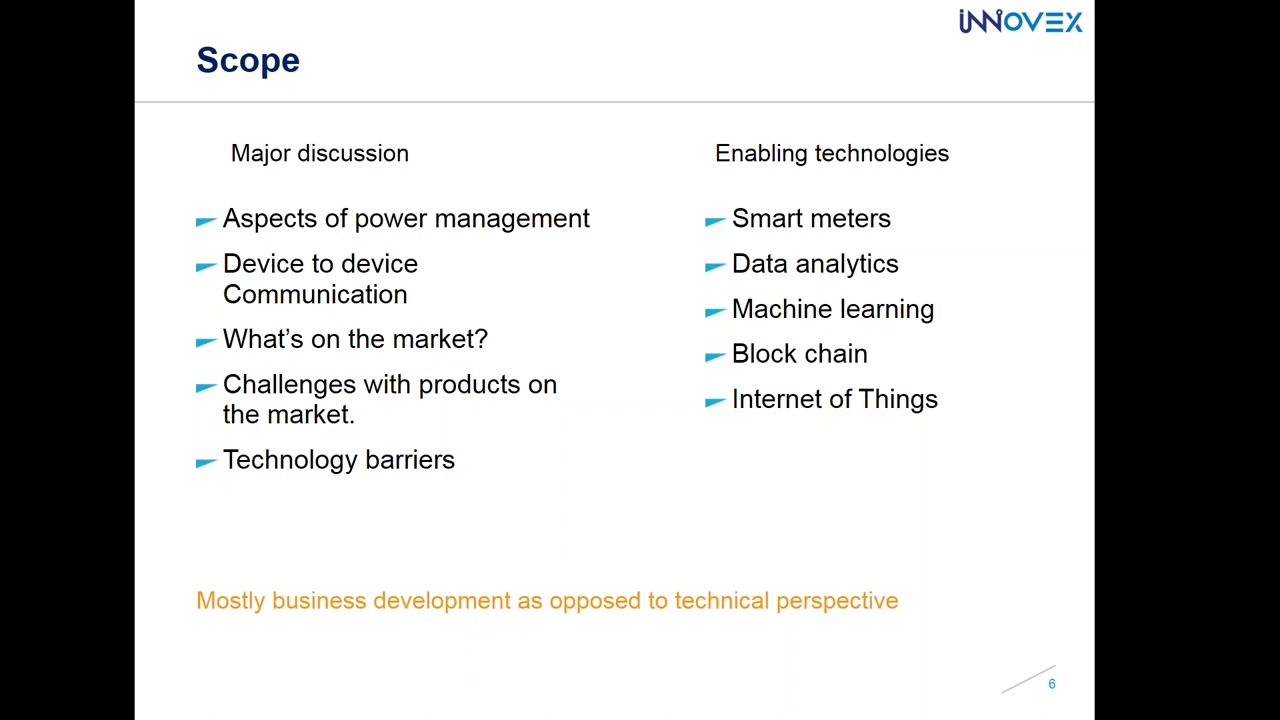 INNOVEX
Scope
Major discussion
Aspects of power management
Device to device
Communication
What’s on the market?
Challenges with products on
the market.
Technology barriers
Enabling technologies
Smart meters
Data analytics
Machine learning
Block chain
Internet of Things
Mostly business development as opposed to technical perspective
6